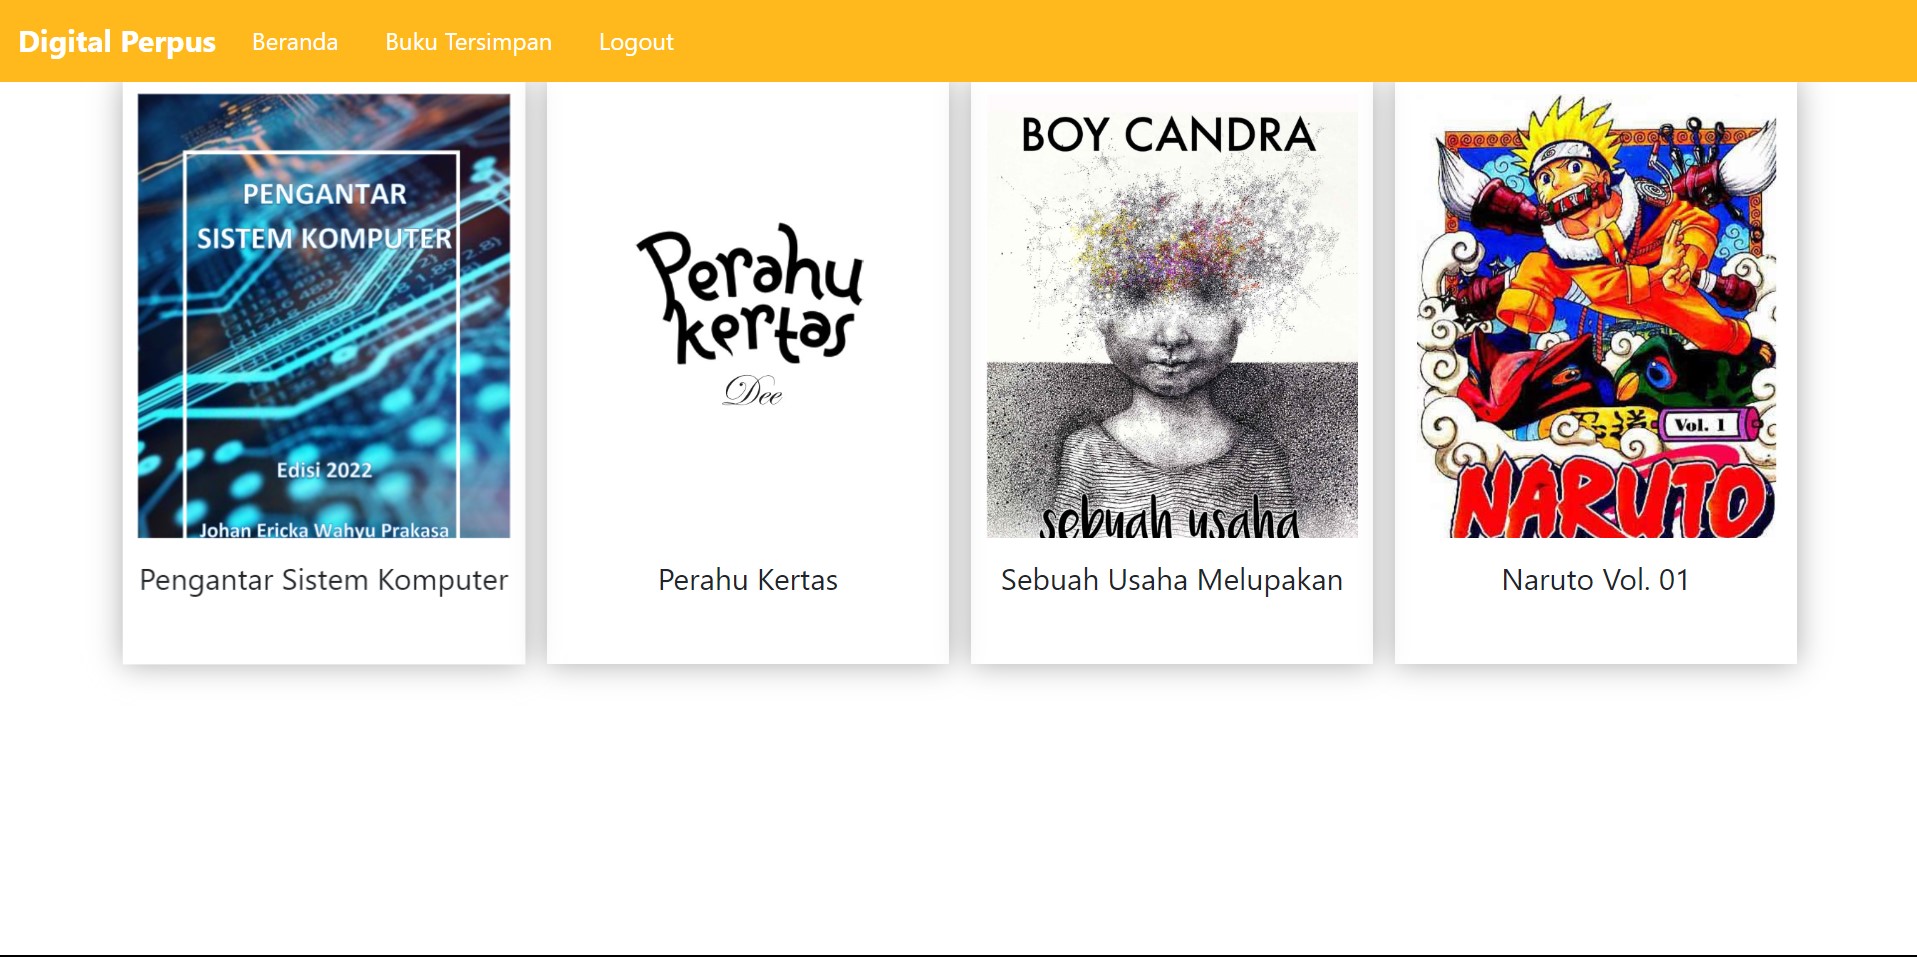 Digital Perpus Beranda Buku Tersimpan Logout
PENGANTAR
SISTEM KOMPUTER
Edisi 2022
Johan Ericka Wahyu Prakasa
Pengantar Sistem Komputer
Perahu
kertas
Dee
Perahu Kertas
BOY CANDRA
sebuah usaha
Sebuah Usaha Melupakan
Vol. 1
NARUTO
Naruto Vol. 01